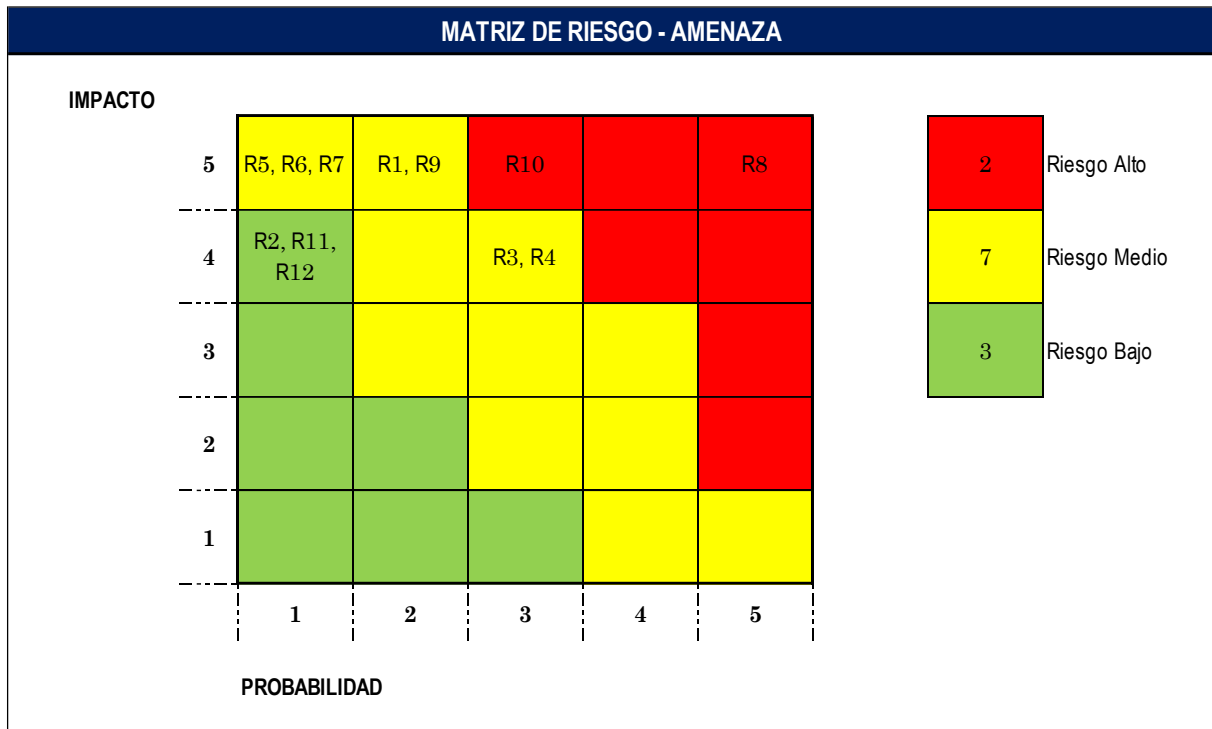 MATRIZ DE RIESGO - AMENAZA
IMPACTO
5 R5, R6, R7 R1, R9 R10 R8 2 Riesgo Alto
4 R2, R11, R3, R4 7 Riesgo Medio
R12
3 3 Riesgo Bajo
2
1
1 2 3 4 5
PROBABILIDAD